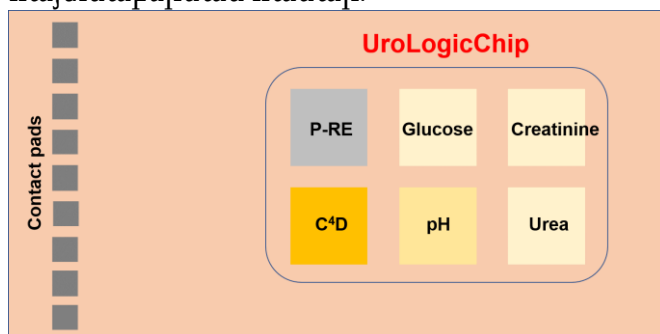 UroLogicChip
Contact pads
P-RE Glucose Creatinine
C⁴D pH Urea